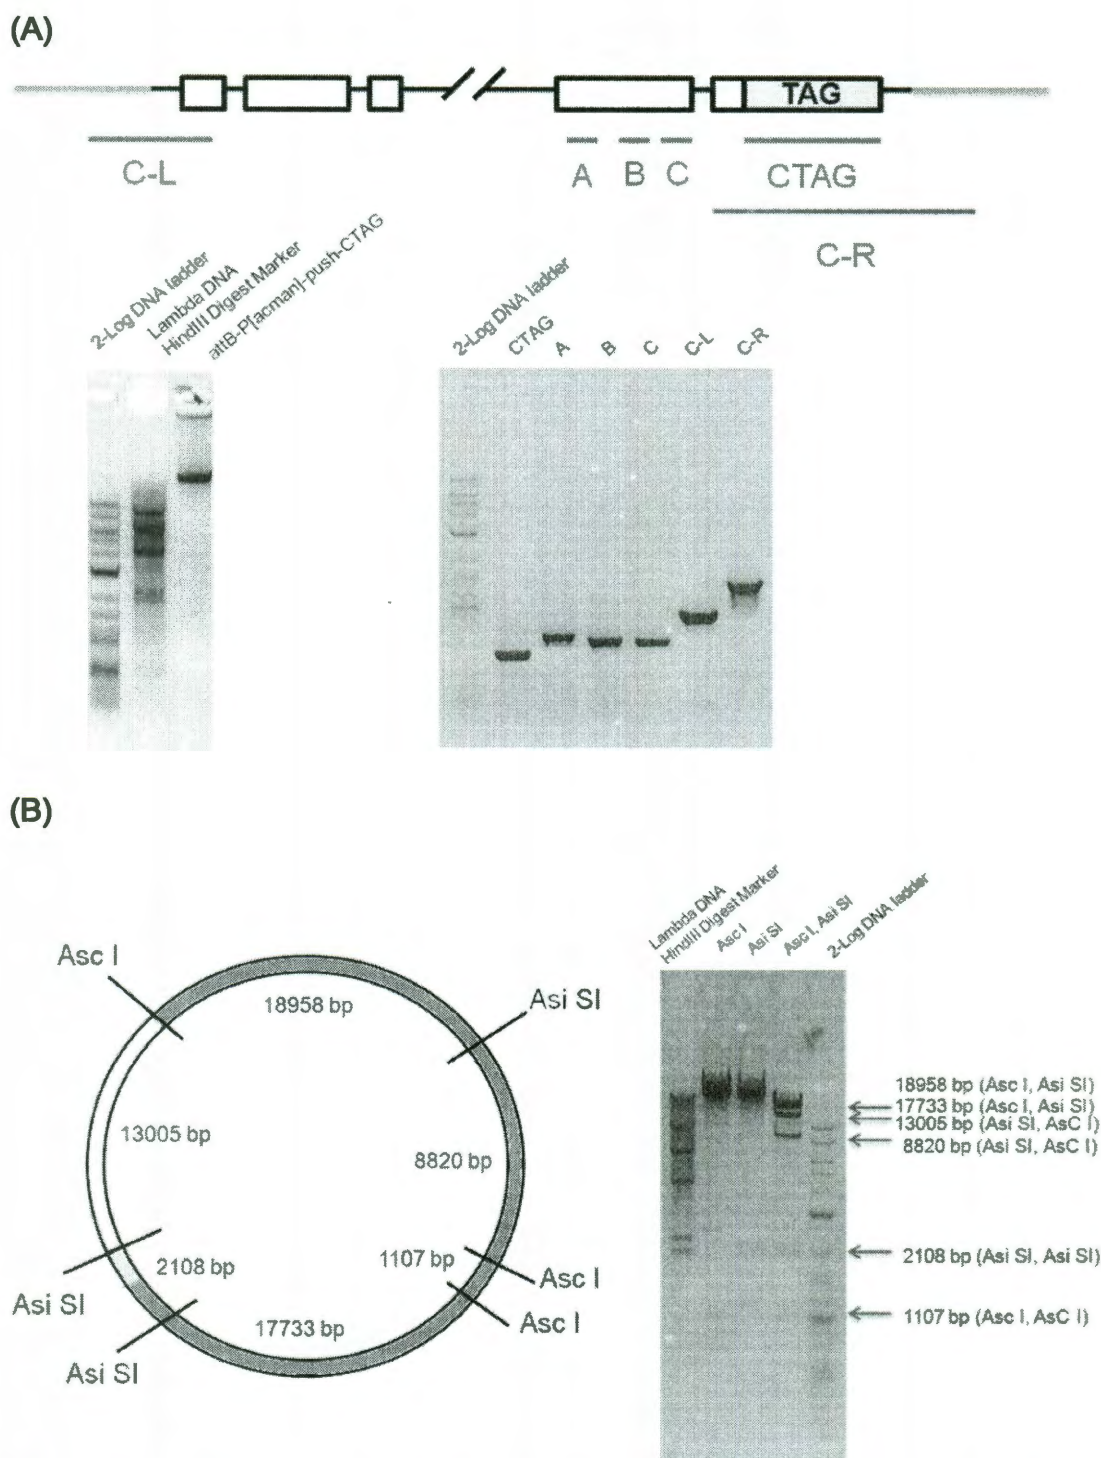 (A)
TAG
C-L
A
B
C
CTAG
C-R
2-Log DNA ladder
Lambda DNA
HindIII Digest Marker
attB-P[acman]-push-CTAG
2-Log DNA ladder
CTAG
A
B
C
C-L
C-R
(B)
Asc I
18958 bp
Asi SI
13005 bp
8820 bp
2108 bp
1107 bp
Asc I
Asi SI
17733 bp
Asc I
Asi SI
Lambda DNA
HindIII Digest Marker
Asc I
Asi SI
Asc I, Asi SI
2-Log DNA ladder
18958 bp (Asc I, Asi SI)
17733 bp (Asc I, Asi SI)
13005 bp (Asi SI, AsC I)
8820 bp (Asi SI, AsC I)
2108 bp (Asi SI, Asi SI)
1107 bp (Asc I, AsC I)